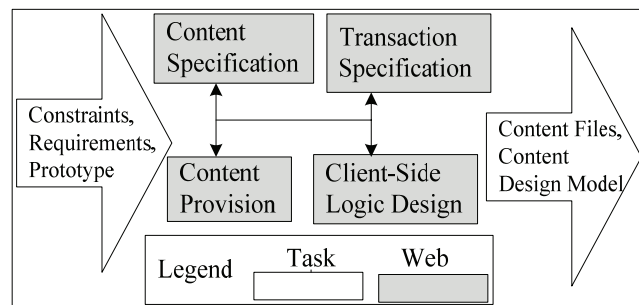 Content
Specification
Transaction
Specification
Constraints,
Requirements,
Prototype
Content Files,
Content
Design Model
Content
Provision
Client-Side
Logic Design
Legend
Task
Web